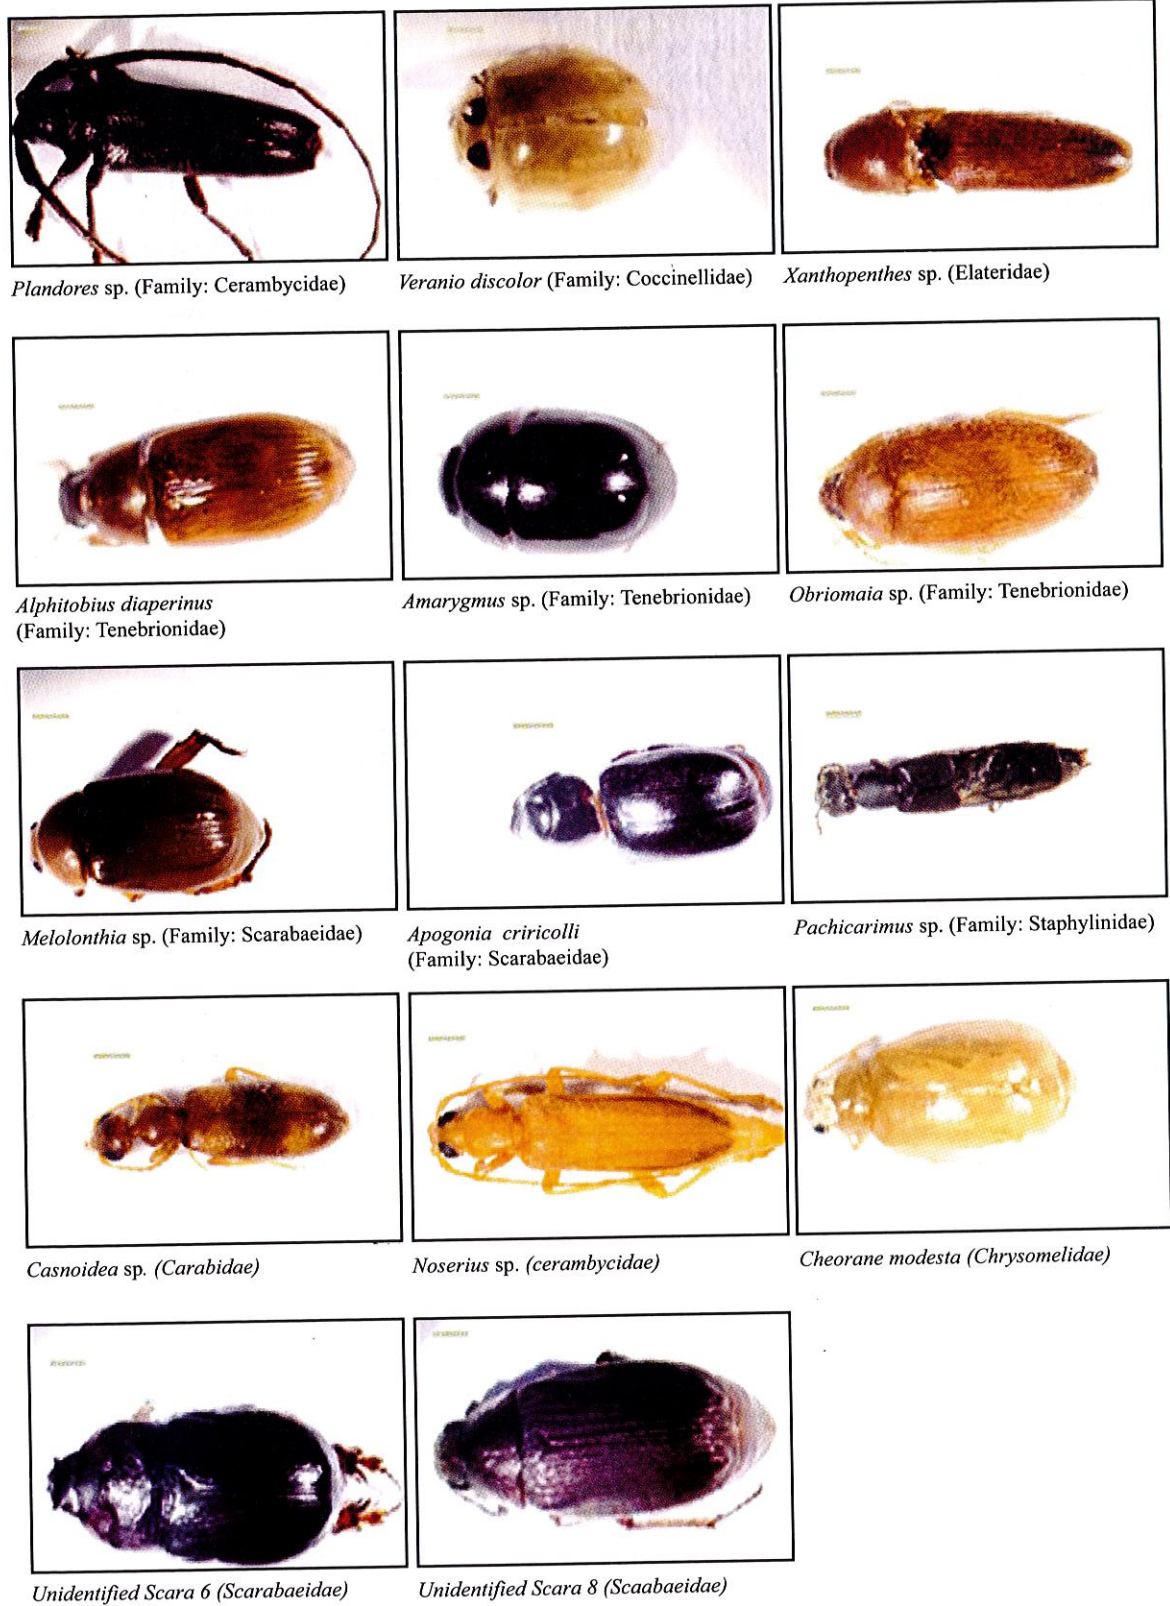 Plandores sp. (Family: Cerambycidae)
Veranio discolor (Family: Coccinellidae)
Xanthopenthes sp. (Elateridae)
Alphitobius diaperinus
(Family: Tenebrionidae)
Amarygmus sp. (Family: Tenebrionidae)
Obriomaia sp. (Family: Tenebrionidae)
Melolonthia sp. (Family: Scarabaeidae)
Apogonia criricolli
(Family: Scarabaeidae)
Pachicarimus sp. (Family: Staphylinidae)
Casnoidea sp. (Carabidae)
Noserius sp. (cerambycidae)
Cheorane modesta (Chrysomelidae)
Unidentified Scara 6 (Scarabaeidae)
Unidentified Scara 8 (Scaabaeidae)